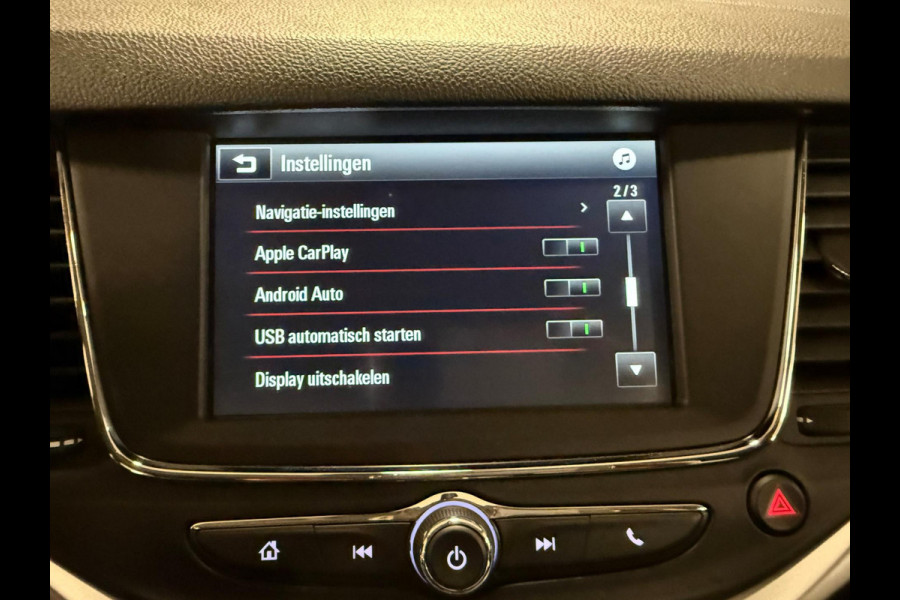 Instellingen
2/3
Navigatie-instellingen
Apple CarPlay
Android Auto
USB automatisch starten
Display uitschakelen